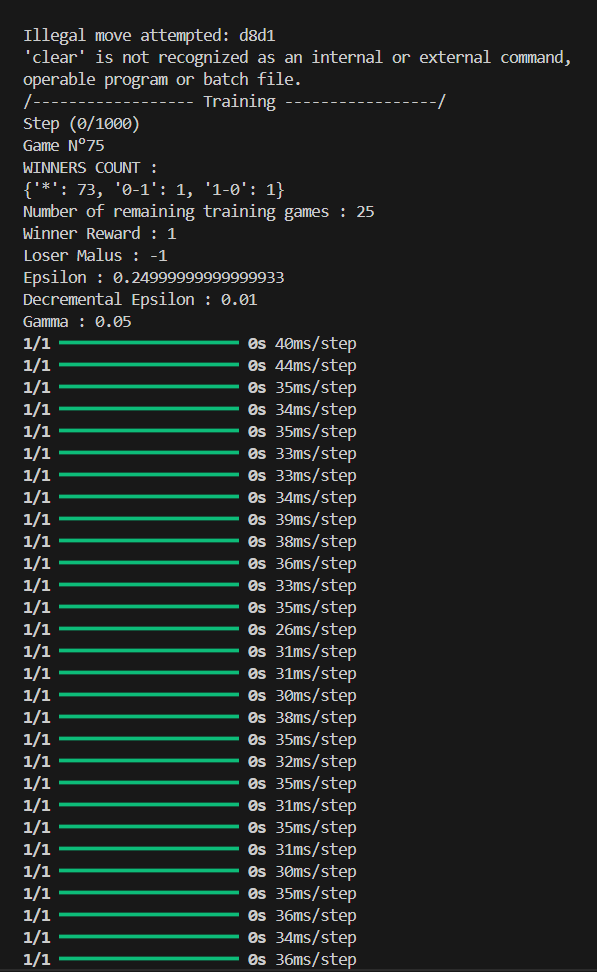 Illegal move attempted: d8d1
'clear' is not recognized as an internal or external command,
operable program or batch file.
/------------------ Training -----------------/
Step (0/1000)
Game N°75
WINNERS COUNT :
{'*': 73, '0-1': 1, '1-0': 1}
Number of remaining training games : 25
Winner Reward : 1
Loser Malus : -1
Epsilon : 0.24999999999999933
Decremental Epsilon : 0.01
Gamma : 0.05
1/1 0s 40ms/step
1/1 0s 44ms/step
1/1 0s 35ms/step
1/1 0s 34ms/step
1/1 0s 35ms/step
1/1 0s 33ms/step
1/1 0s 33ms/step
1/1 0s 34ms/step
1/1 0s 39ms/step
1/1 0s 38ms/step
1/1 0s 36ms/step
1/1 0s 33ms/step
1/1 0s 35ms/step
1/1 0s 26ms/step
1/1 0s 31ms/step
1/1 0s 31ms/step
1/1 0s 30ms/step
1/1 0s 38ms/step
1/1 0s 35ms/step
1/1 0s 32ms/step
1/1 0s 35ms/step
1/1 0s 31ms/step
1/1 0s 35ms/step
1/1 0s 31ms/step
1/1 0s 30ms/step
1/1 0s 35ms/step
1/1 0s 36ms/step
1/1 0s 34ms/step
1/1 0s 36ms/step